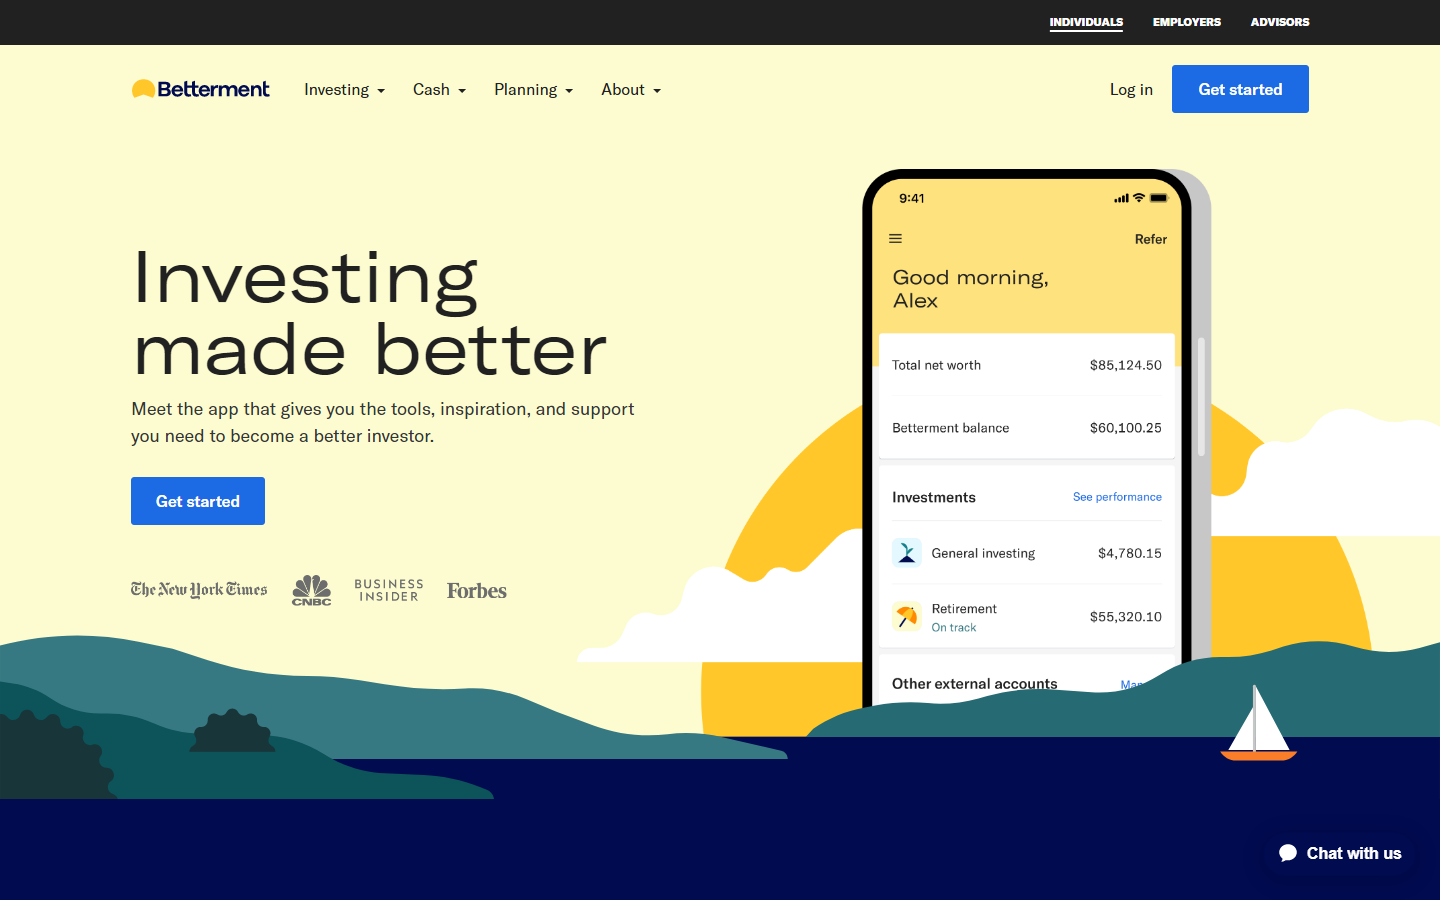 INDIVIDUALS EMPLOYERS ADVISORS
Betterment Investing Cash Planning About Log in Get started
Investing
made better
Meet the app that gives you the tools, inspiration, and support
you need to become a better investor.
Get started
The New York Times CNBC BUSINESS INSIDER Forbes
9:41
Refer
Good morning,
Alex
Total net worth $85,124.50
Betterment balance $60,100.25
Investments See performance
General investing $4,780.15
Retirement $55,320.10
On track
Other external accounts
Chat with us